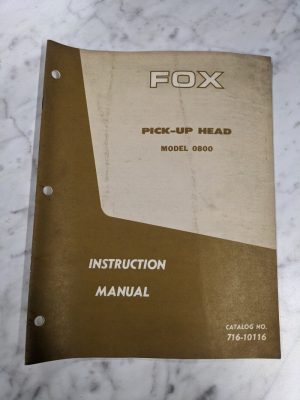 FOX
PICK-UP HEAD
MODEL 0800
INSTRUCTION
MANUAL
CATALOG NO.
716-10116